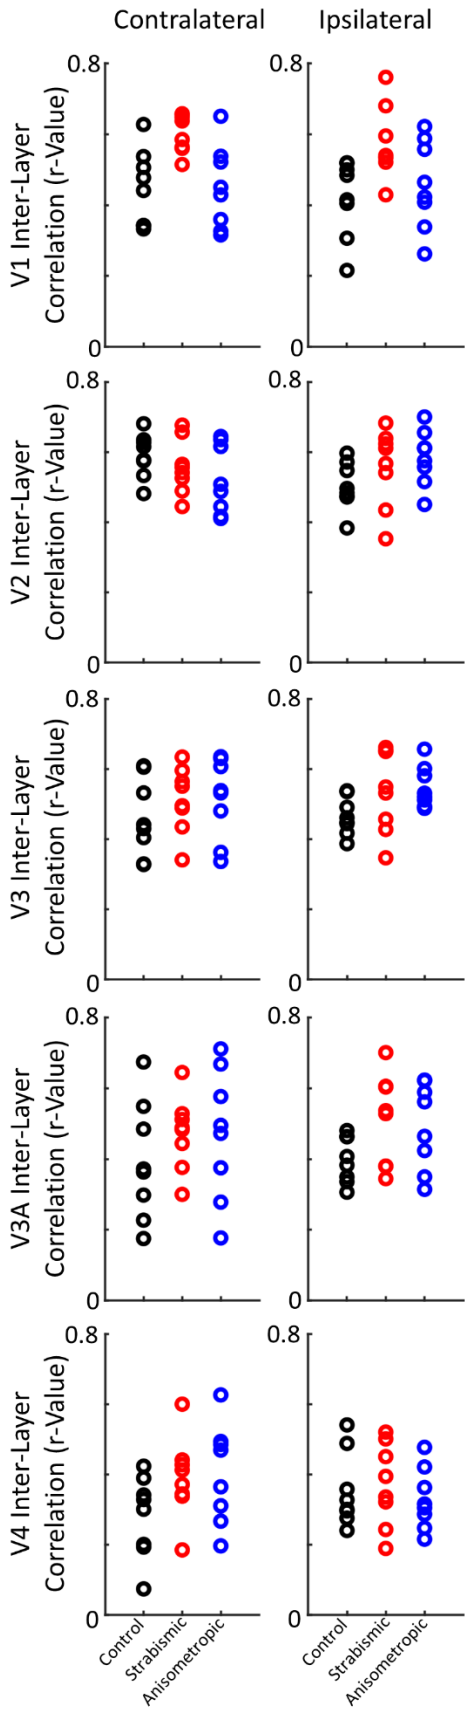 Contralateral Ipsilateral
V1 Inter-Layer
Correlation (r-Value)
0.8 0.8
0 0
V2 Inter-Layer
Correlation (r-Value)
0.8 0.8
0 0
V3 Inter-Layer
Correlation (r-Value)
0.8 0.8
0 0
V3A Inter-Layer
Correlation (r-Value)
0.8 0.8
0 0
V4 Inter-Layer
Correlation (r-Value)
0.8 0.8
0 0
Control Strabismic Anisometropic Control Strabismic Anisometropic